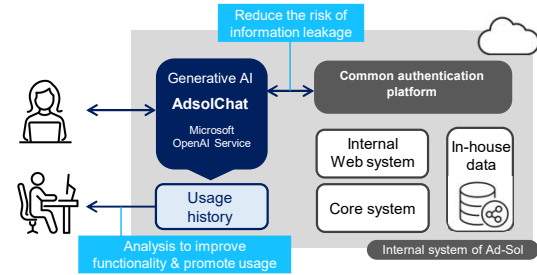 Reduce the risk of
information leakage
Generative AI
AdsolChat
Microsoft
OpenAI Service
Common authentication
platform
Internal
Web system
In-house
data
Usage
history
Core system
Analysis to improve
functionality & promote usage
Internal system of Ad-Sol